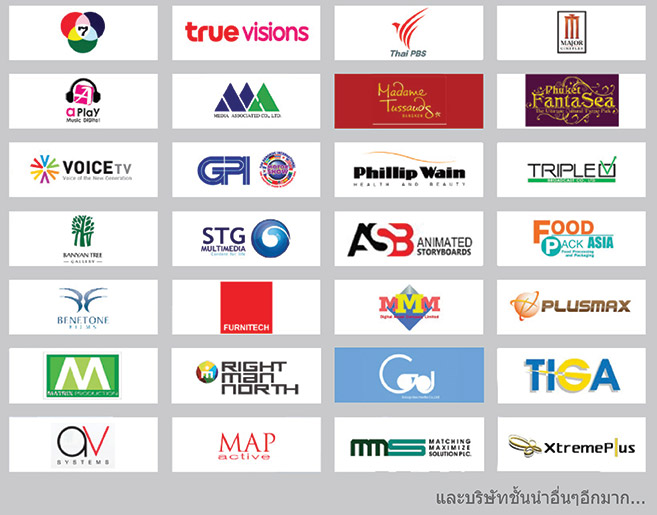 7
true visions
Thai PBS
MAJOR
CINEPLEX
a Play
Music DIGital
MEDIA ASSOCIATED CO., LTD.
Madame
Tussauds
BANGKOK
Phuket
FantaSea
VOICE TV
Voice of the New Generation
GPI
Phillip Wain
HEALTH AND BEAUTY
TRIPLE V
BROADCAST CO., LTD.
BANYAN TREE
GALLERY
STG
MULTIMEDIA
ASB ANIMATED
STORYBOARDS
FOOD
PACK ASIA
Food Processing
and Packaging
BENETONE
FILMS
FURNITECH
MMM
PLUSMAX
M
MATRIX PRODUCTION
RIGHT
MAN
NORTH
TIGA
av
SYSTEMS
MAP
active
mms MATCHING
MAXIMIZE
SOLUTION PLC.
XtremePlus
และบริษัทชั้นนำอื่นๆอีกมาก...